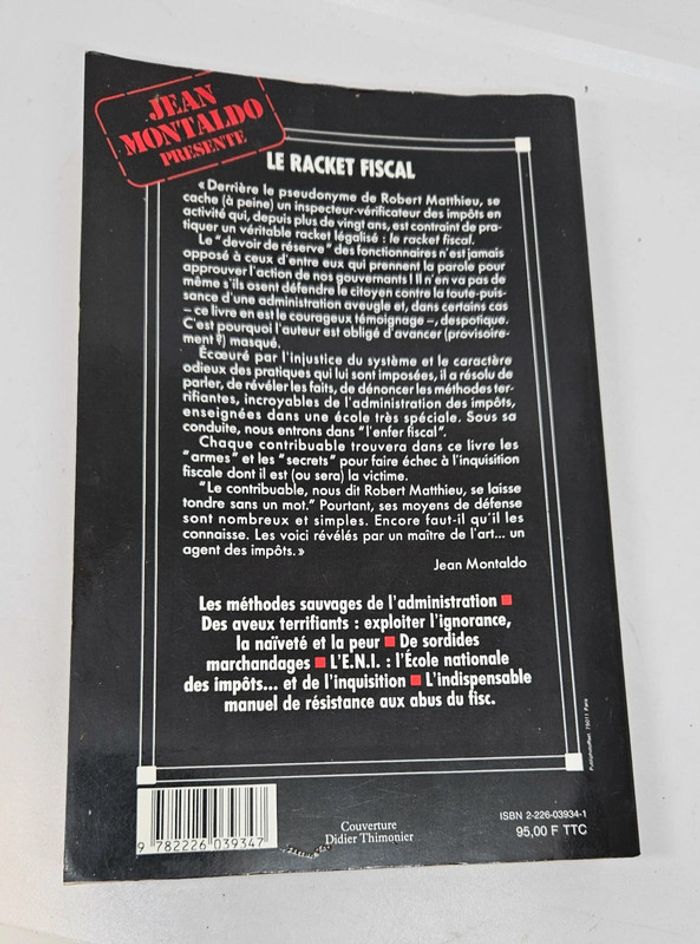 JEAN
MONTALDO
PRESENTE
LE RACKET FISCAL
« Derrière le pseudonyme de Robert Matthieu, se
cache (à peine) un inspecteur-vérificateur des impôts en
activité qui, depuis plus de vingt ans, est contraint de pra-
tiquer un véritable racket légalisé : le racket fiscal.
Le "devoir de réserve" des fonctionnaires n'est jamais
opposé à ceux d'entre eux qui prennent la parole pour
approuver l'action de nos gouvernants ! Il n'en va pas de
même s'ils osent défendre le citoyen contre la toute-puis-
sance d'une administration aveugle et, dans certains cas
– ce livre en est le courageux témoignage –, despotique.
C'est pourquoi l'auteur est obligé d'avancer (provisoire-
ment ?) masqué.
Écœuré par l'injustice du système et le caractère
odieux des pratiques qui lui sont imposées, il a résolu de
parler, de révéler les faits, de dénoncer les méthodes ter-
rifiantes, incroyables de l'administration des impôts,
enseignées dans une école très spéciale. Sous sa
conduite, nous entrons dans "l'enfer fiscal".
Chaque contribuable trouvera dans ce livre les
"armes" et les "secrets" pour faire échec à l'inquisition
fiscale dont il est (ou sera) la victime.
"Le contribuable, nous dit Robert Matthieu, se laisse
tondre sans un mot." Pourtant, ses moyens de défense
sont nombreux et simples. Encore faut-il qu'il les
connaisse. Les voici révélés par un maître de l'art... un
agent des impôts. »
Jean Montaldo
Les méthodes sauvages de l'administration ■
Des aveux terrifiants : exploiter l'ignorance,
la naïveté et la peur ■ De sordides
marchandages ■ L'E.N.I. : l'École nationale
des impôts... et de l'inquisition ■ L'indispensable
manuel de résistance aux abus du fisc.
9 782226 039347
Couverture
Didier Thimonier
ISBN 2-226-03934-1
95,00 F TTC